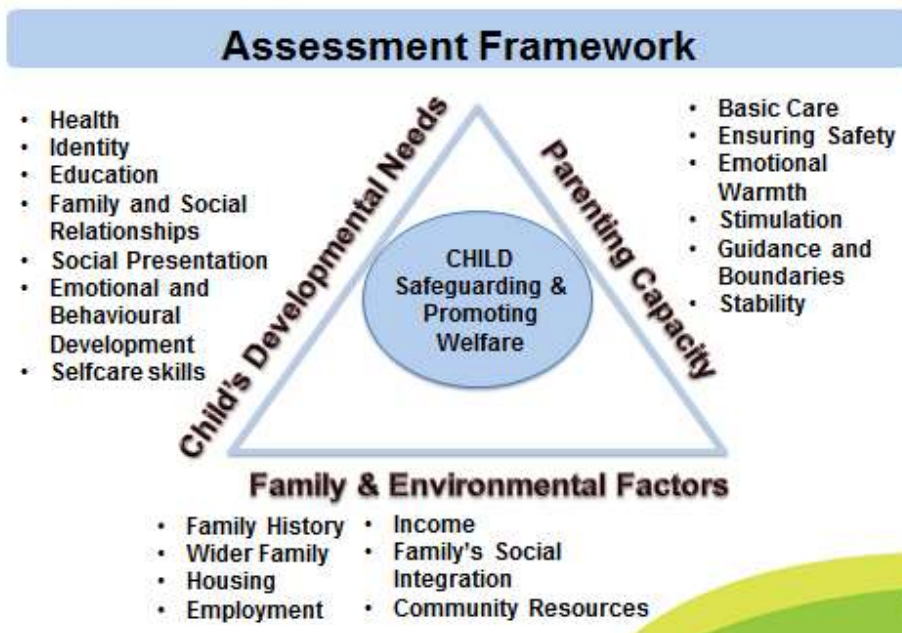 Assessment Framework
• Health
• Identity
• Education
• Family and Social
Relationships
• Social Presentation
• Emotional and
Behavioural
Development
• Selfcare skills
Child's Developmental Needs
CHILD
Safeguarding &
Promoting
Welfare
Parenting Capacity
• Basic Care
• Ensuring Safety
• Emotional
Warmth
• Stimulation
• Guidance and
Boundaries
• Stability
Family & Environmental Factors
• Family History
• Wider Family
• Housing
• Employment
• Income
• Family's Social
Integration
• Community Resources